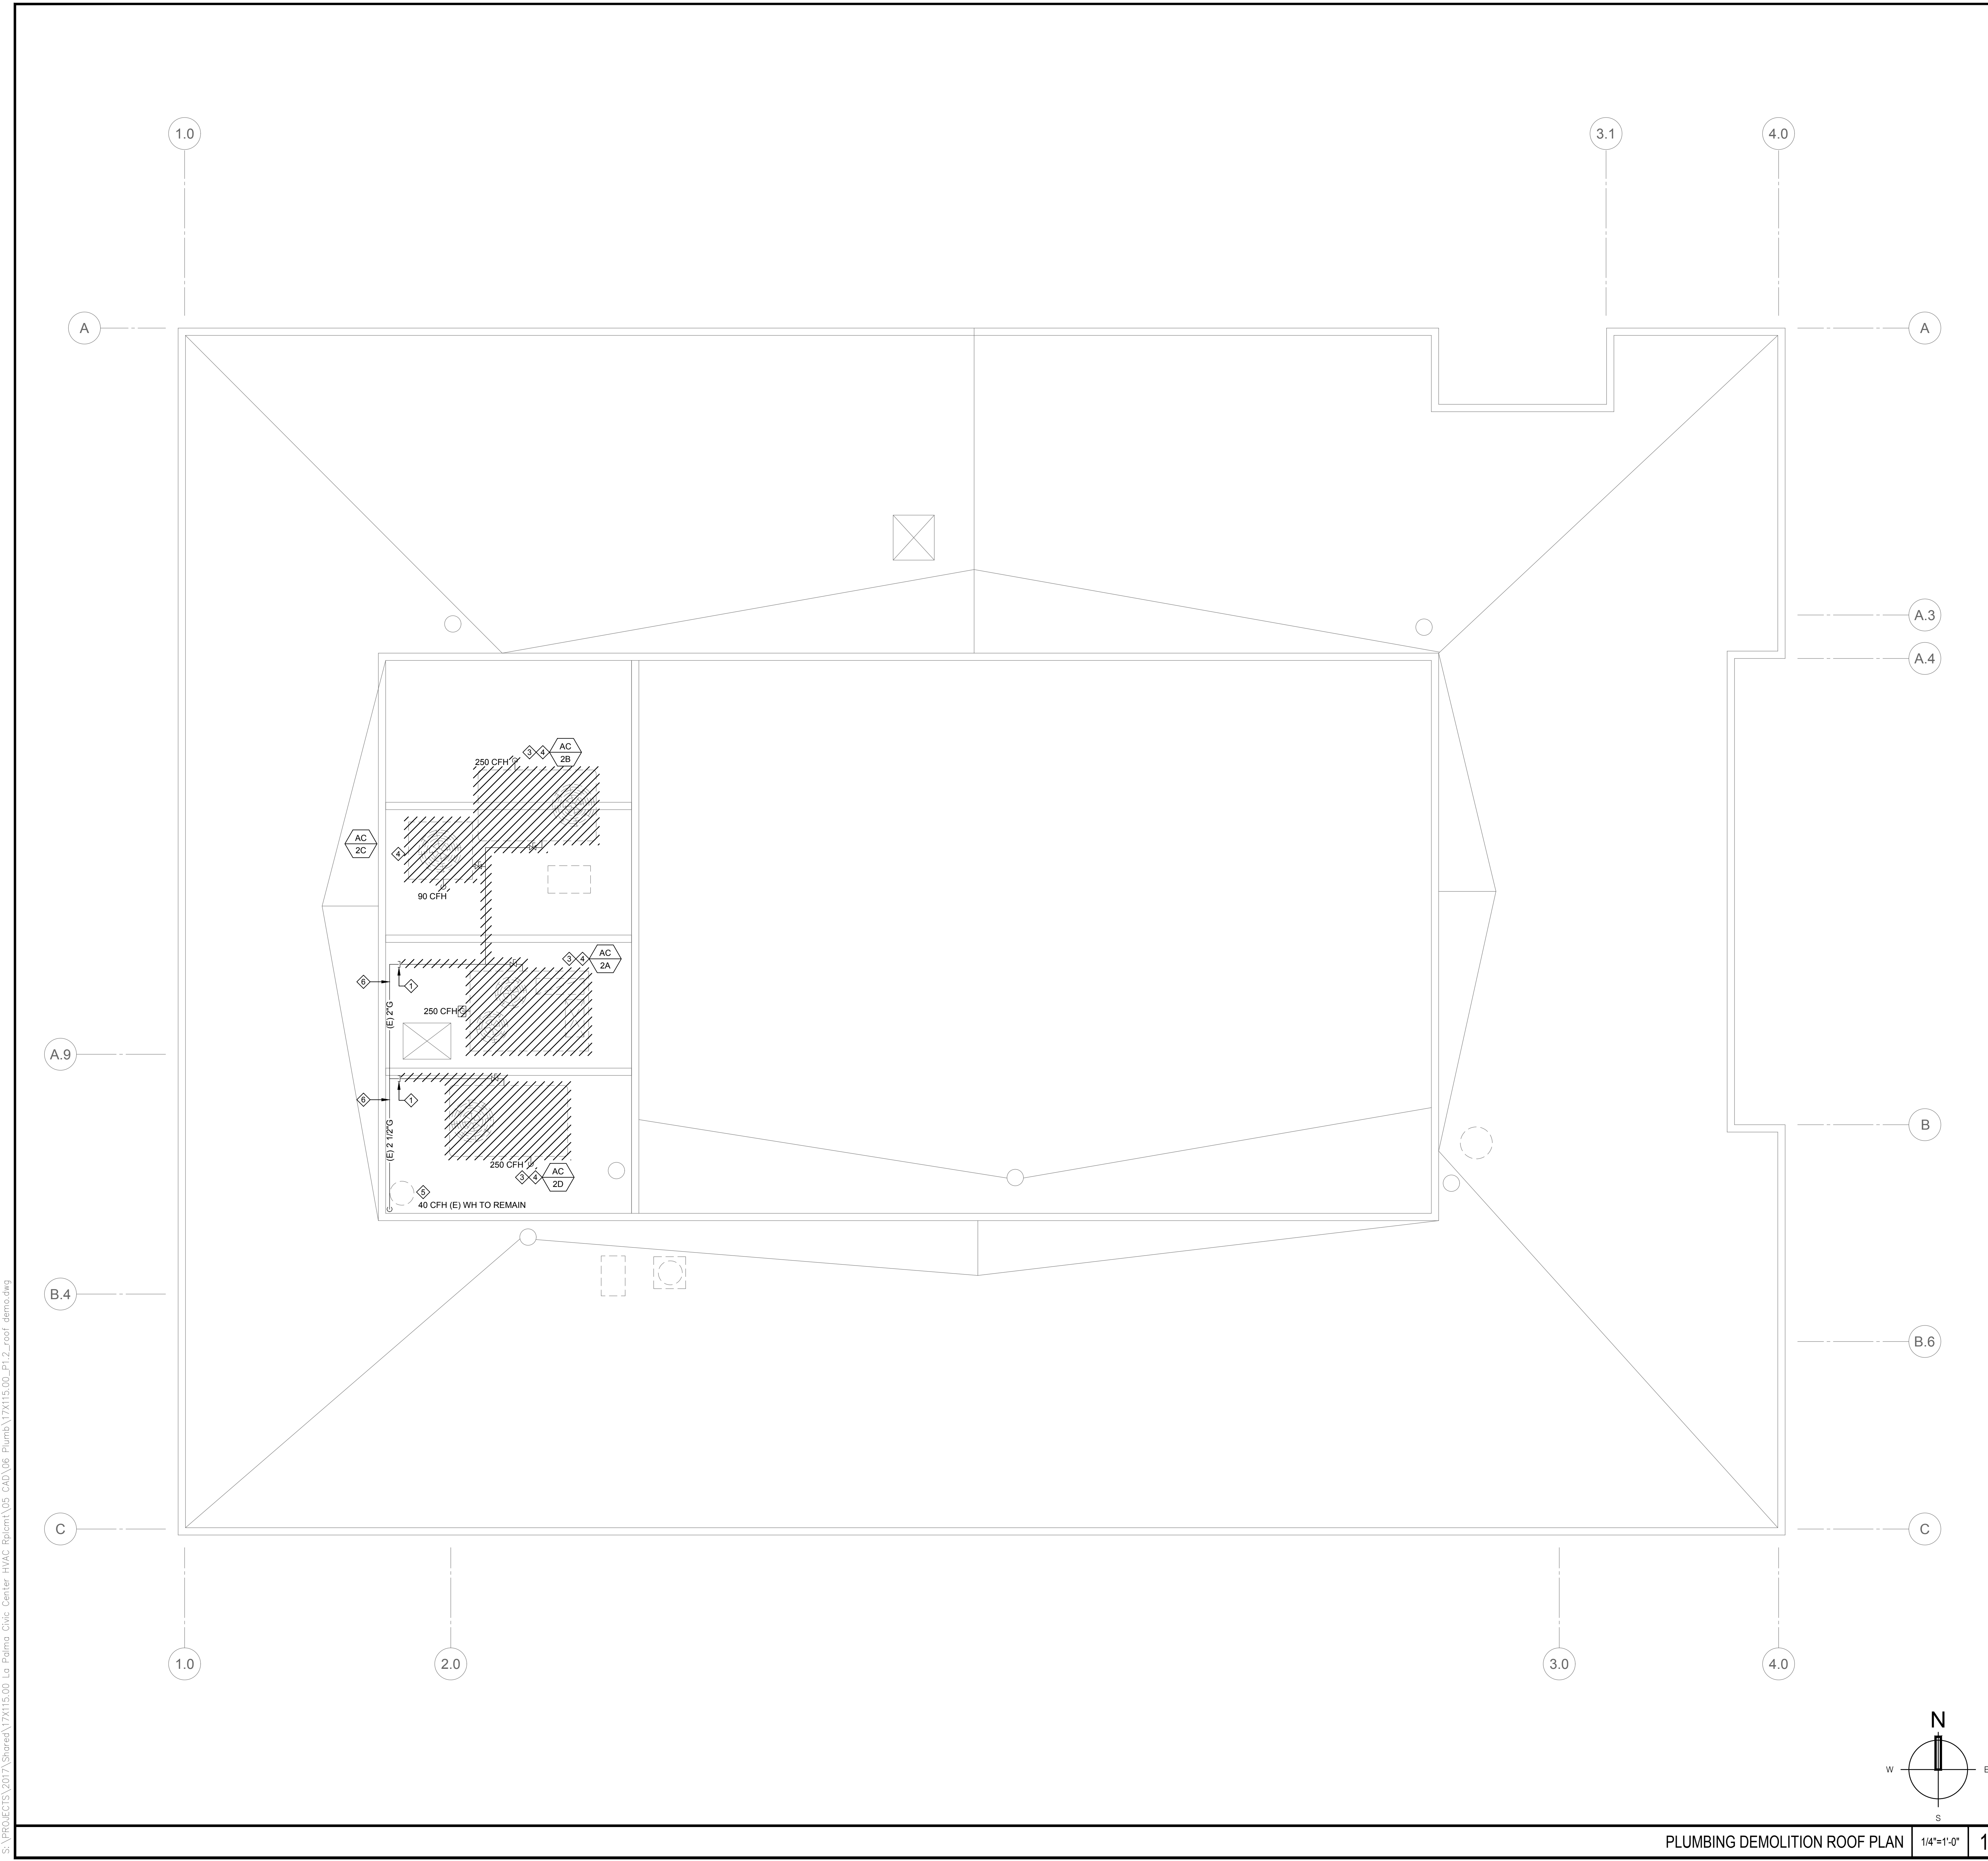 1.0
3.1
4.0
A
A
A.3
A.4
3 4 AC 2B
250 CFH
AC 2C
4
90 CFH
3 4 AC 2A
6
1
(E) 2"G
250 CFH
A.9
6
1
(E) 2 1/2"G
B
250 CFH
3 4 AC 2D
5
40 CFH (E) WH TO REMAIN
B.4
B.6
C
C
1.0
2.0
3.0
4.0
N
W
E
S
PLUMBING DEMOLITION ROOF PLAN
1/4"=1'-0"
1
S:\PROJECTS\2017\Shared\17X115.00 La Palma Civic Center HVAC Rplcmt\05 CAD\06 Plumb\17X115.00_P1.2_roof demo.dwg